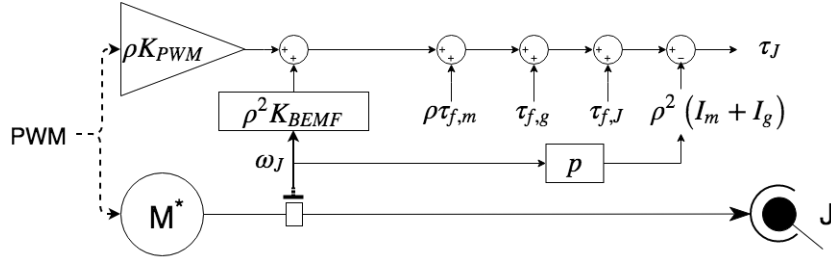 ρK_{PWM}
+
+
+
+
+
+
+
+
+
−
τ_J
ρ²K_{BEMF}
ρτ_{f,m}
τ_{f,g}
τ_{f,J}
ρ² (I_m + I_g)
PWM
ω_J
p
M*
J